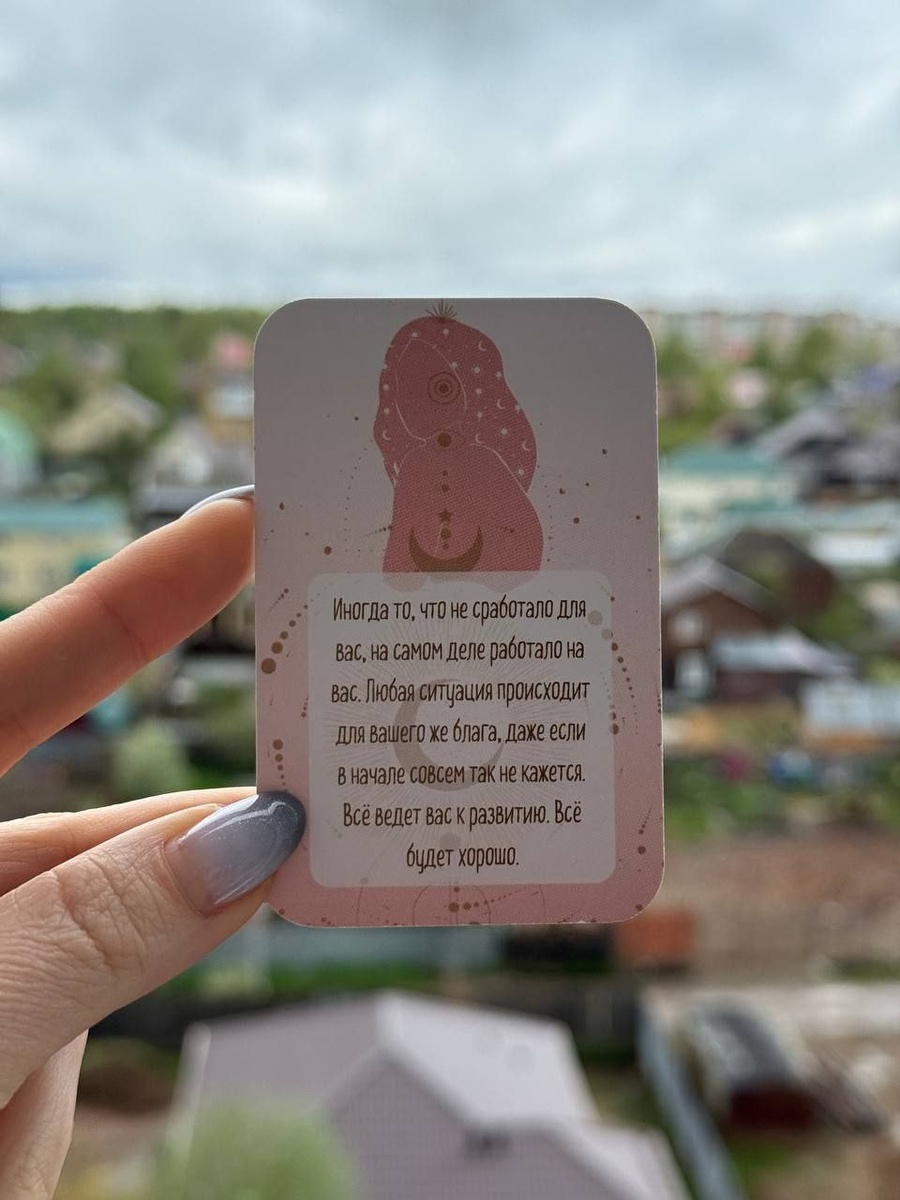 Иногда то, что не сработало для
вас, на самом деле работало на
вас. Любая ситуация происходит
для вашего же блага, даже если
в начале совсем так не кажется.
Всё ведет вас к развитию. Всё
будет хорошо.